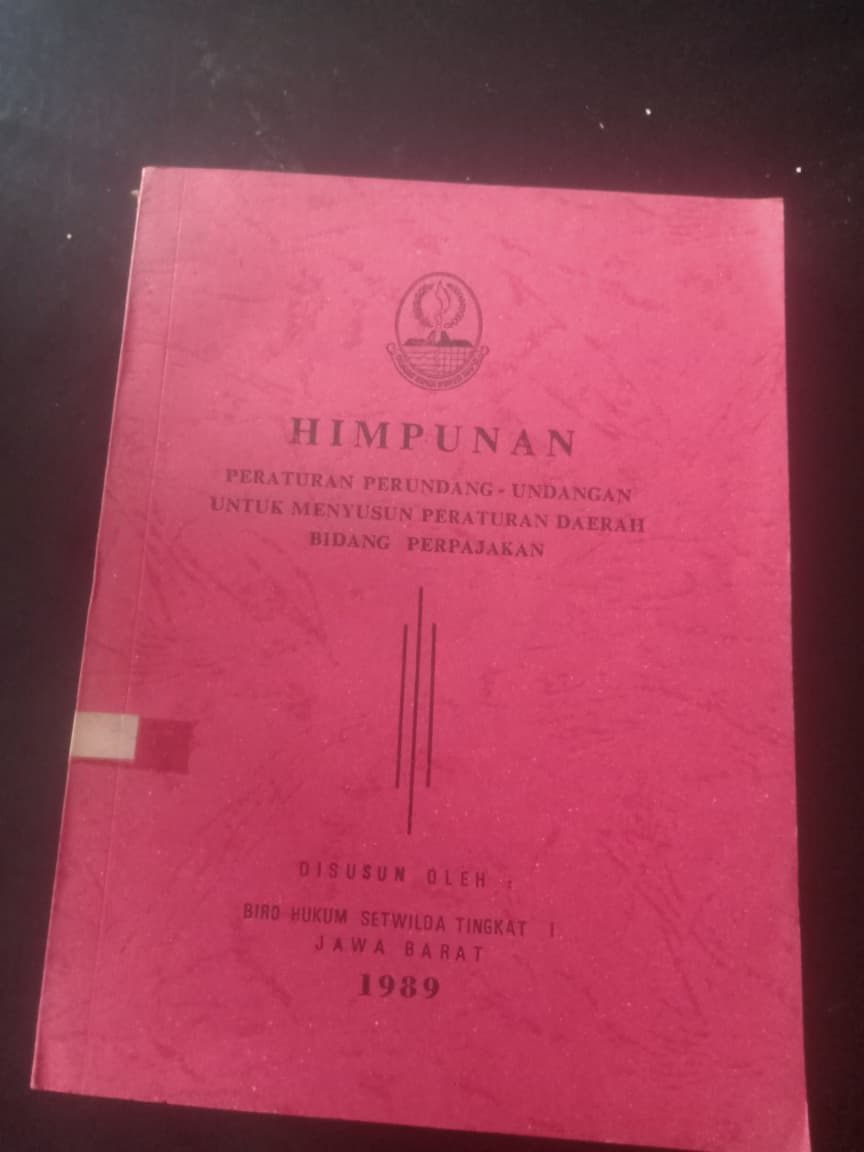 HIMPUNAN
PERATURAN PERUNDANG - UNDANGAN
UNTUK MENYUSUN PERATURAN DAERAH
BIDANG PERPAJAKAN
DISUSUN OLEH :
BIRO HUKUM SETWILDA TINGKAT I
JAWA BARAT
1989